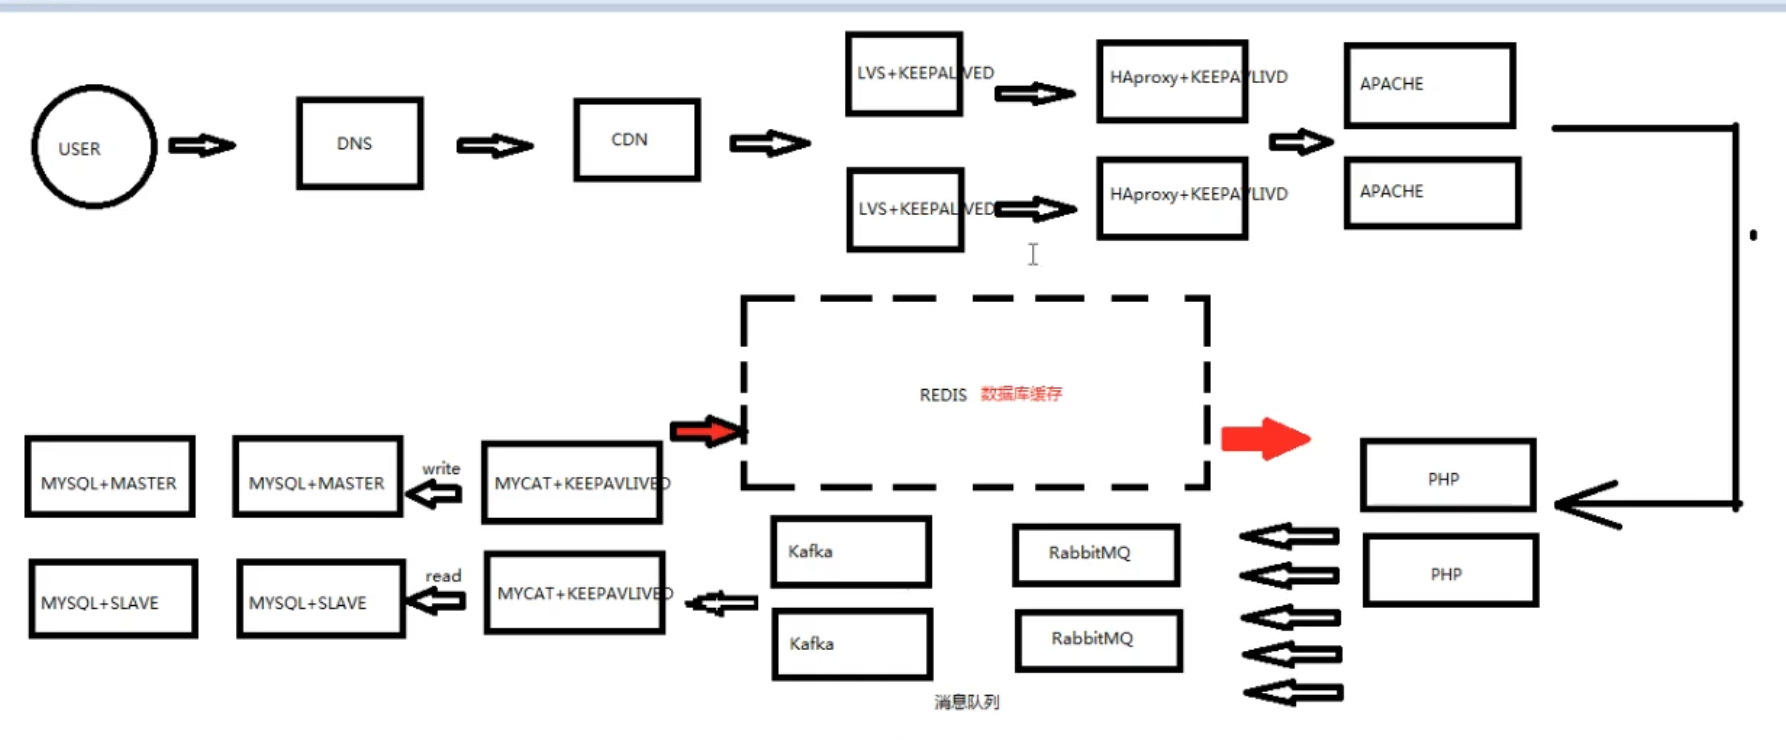 USER
DNS
CDN
LVS+KEEPALIVED
HAproxy+KEEPAVLIVD
APACHE
LVS+KEEPALIVED
HAproxy+KEEPAVLIVD
APACHE
REDIS 数据库缓存
MYSQL+MASTER
MYSQL+MASTER
write
MYCAT+KEEPAVLIVED
PHP
Kafka
RabbitMQ
PHP
MYSQL+SLAVE
MYSQL+SLAVE
read
MYCAT+KEEPAVLIVED
Kafka
RabbitMQ
消息队列